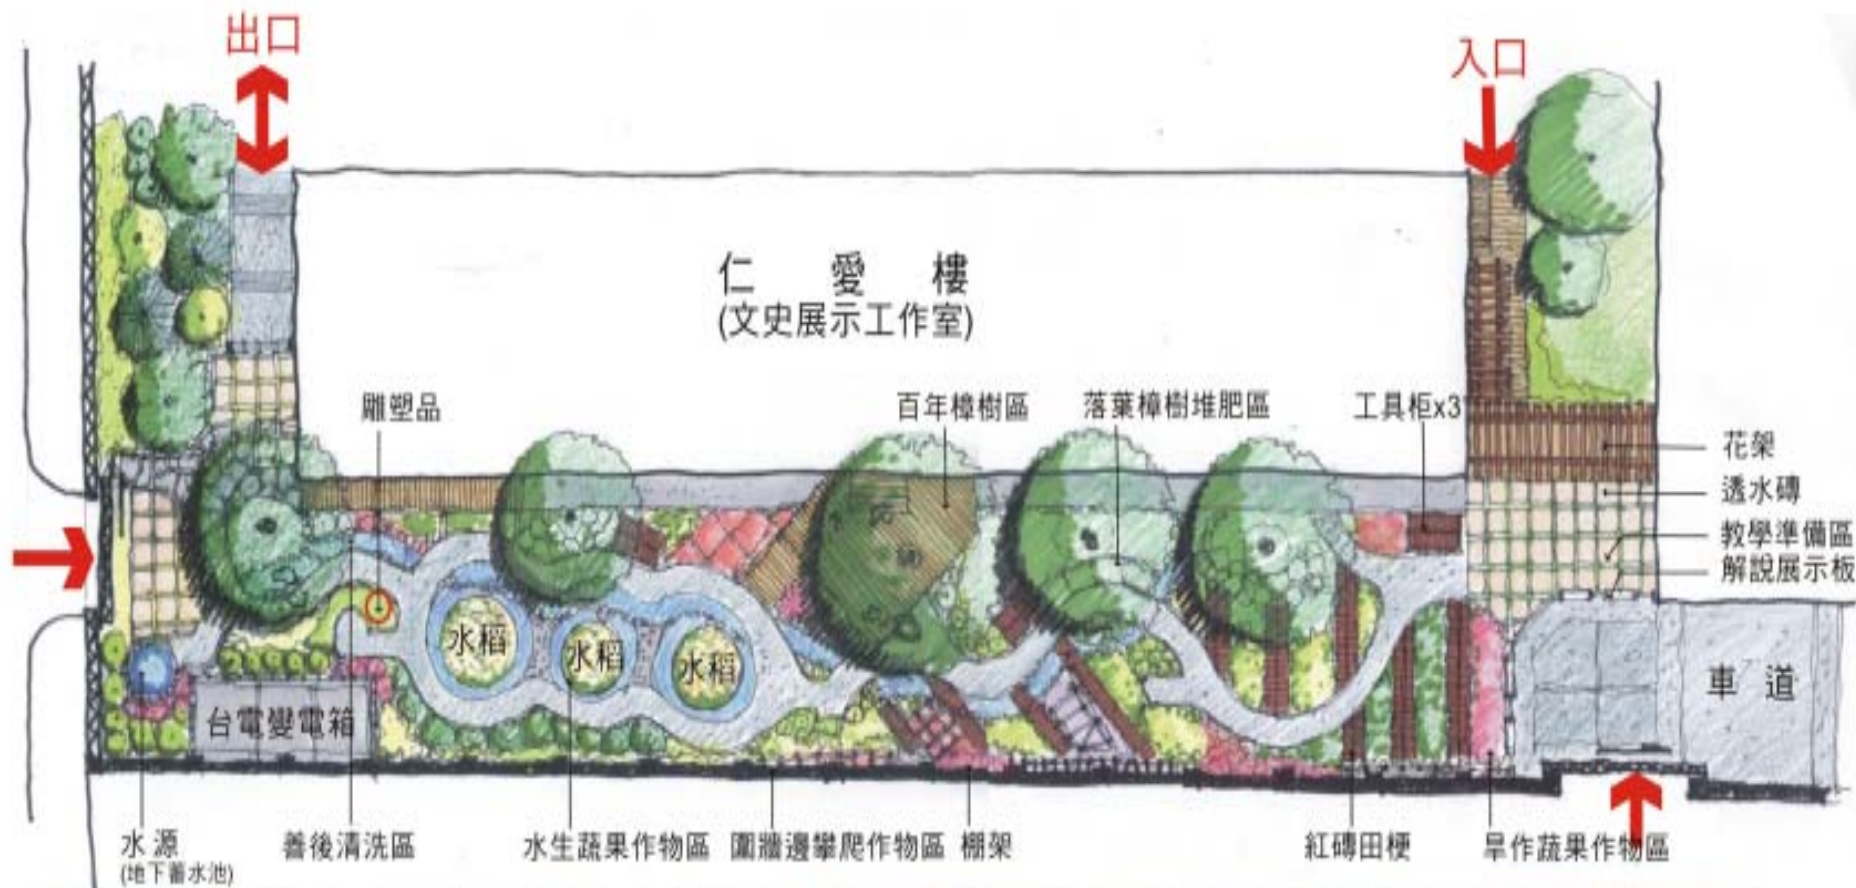 出口
入口
仁愛樓
(文史展示工作室)
雕塑品
百年樟樹區
落葉樟樹堆肥區
工具柜x3
花架
透水磚
教學準備區
解說展示板
水稻
水稻
水稻
車道
台電變電箱
水源
(地下蓄水池)
善後清洗區
水生蔬果作物區
圍牆邊攀爬作物區
棚架
紅磚田梗
旱作蔬果作物區